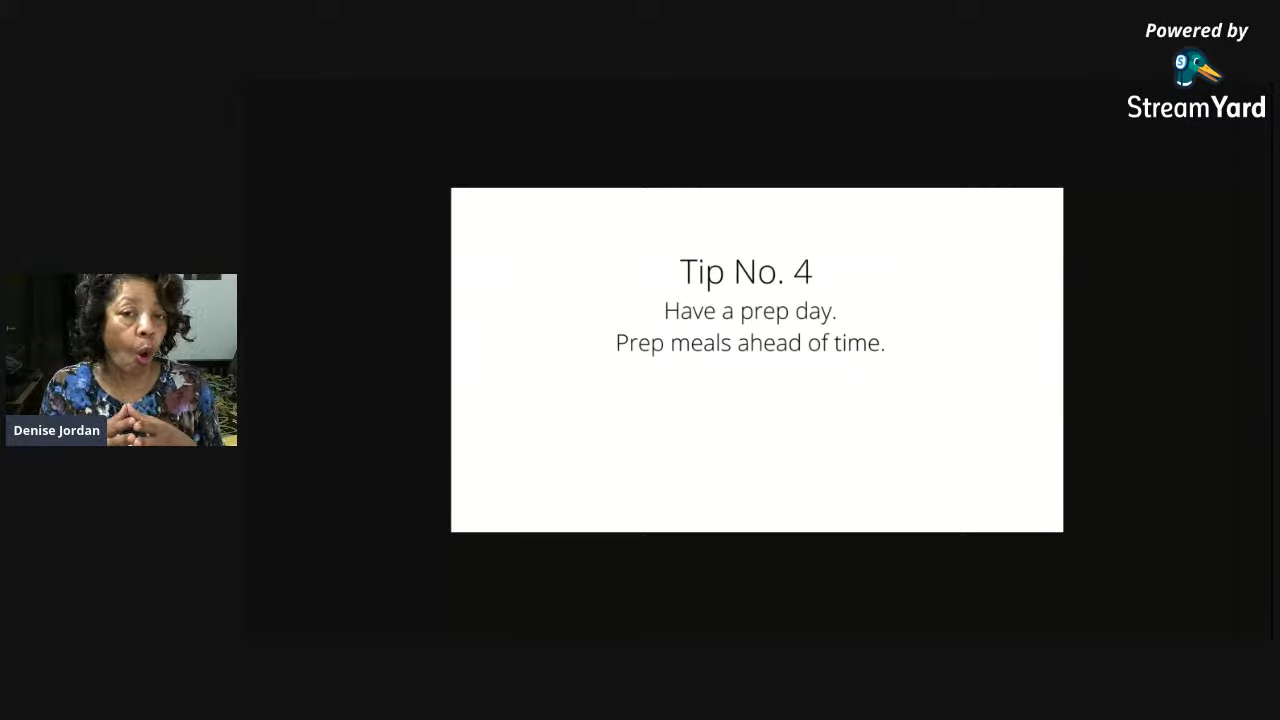 Powered by
StreamYard
Tip No. 4
Have a prep day.
Prep meals ahead of time.
Denise Jordan